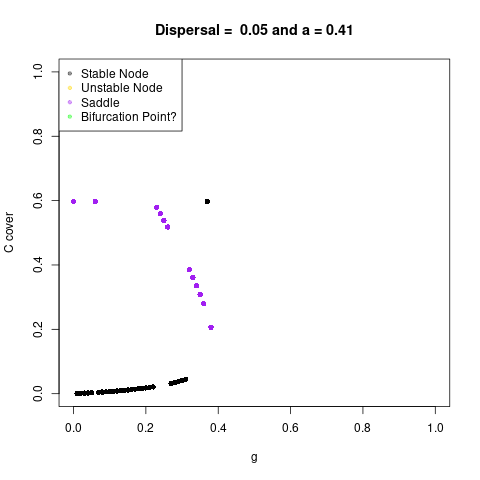 Dispersal =  0.05 and a = 0.41
Stable Node
Unstable Node
Saddle
Bifurcation Point?
C cover
1.0
0.8
0.6
0.4
0.2
0.0
0.0 0.2 0.4 0.6 0.8 1.0
g